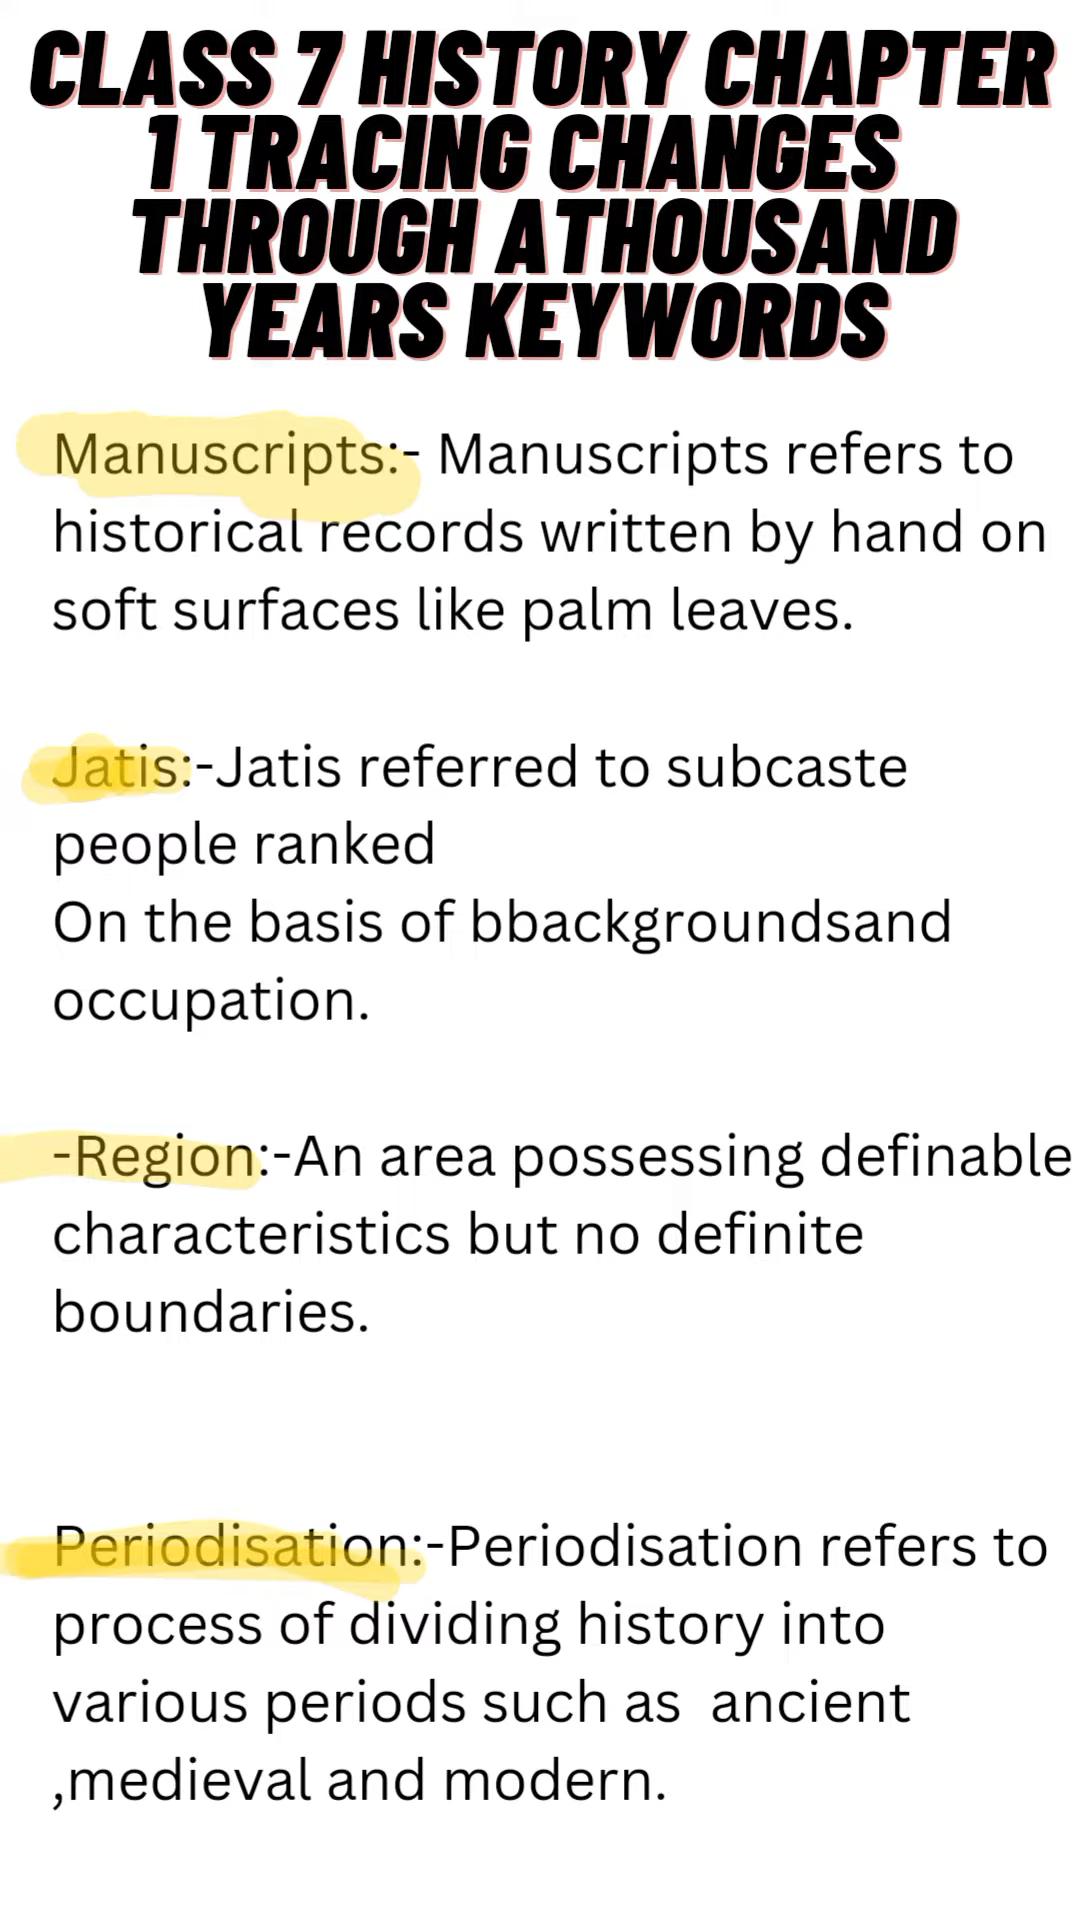 CLASS 7 HISTORY CHAPTER
1 TRACING CHANGES
THROUGH A THOUSAND
YEARS KEYWORDS
Manuscripts:- Manuscripts refers to
historical records written by hand on
soft surfaces like palm leaves.
Jatis:-Jatis referred to subcaste
people ranked
On the basis of bbackgroundsand
occupation.
-Region:-An area possessing definable
characteristics but no definite
boundaries.
Periodisation:-Periodisation refers to
process of dividing history into
various periods such as  ancient
,medieval and modern.